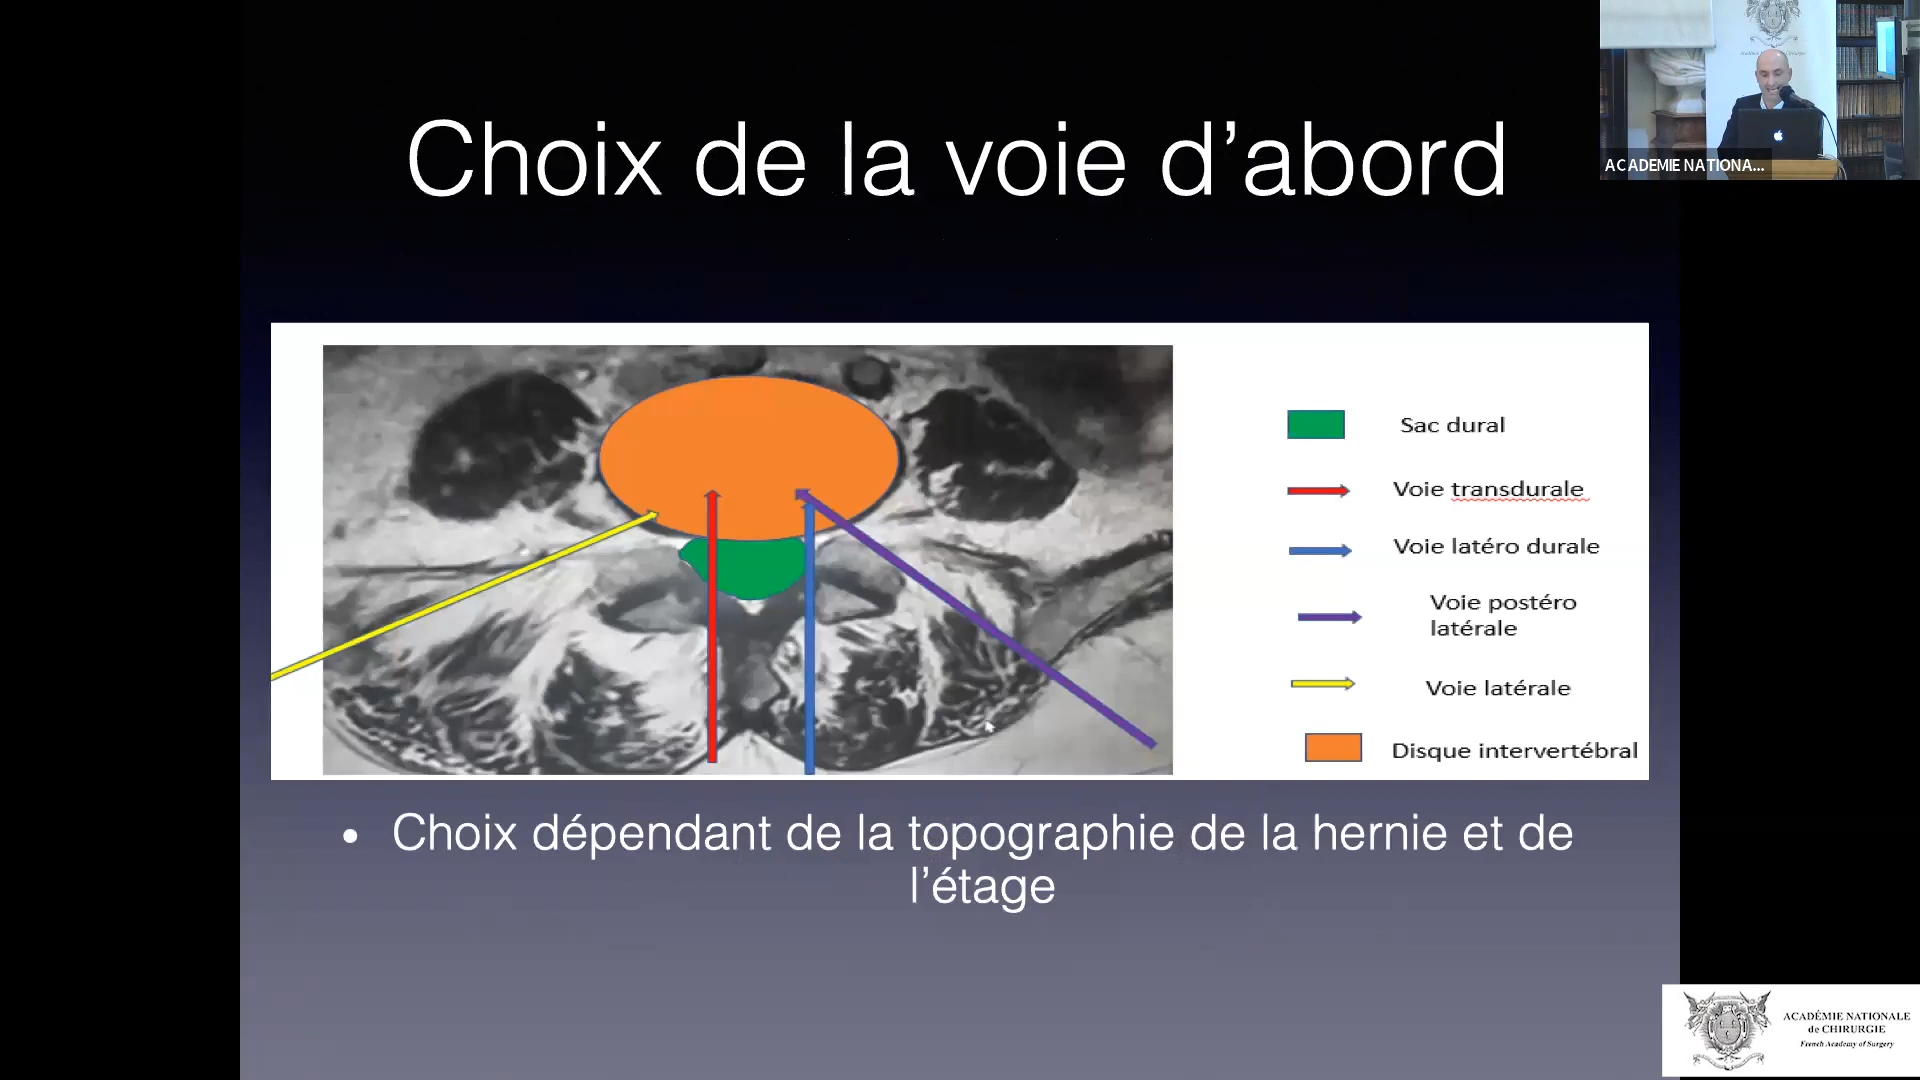 Choix de la voie d’abord
ACADEMIE NATIONA...
Sac dural
Voie transdurale
Voie latéro durale
Voie postéro
latérale
Voie latérale
Disque intervertébral
• Choix dépendant de la topographie de la hernie et de
l’étage
ACADÉMIE NATIONALE
de CHIRURGIE
French Academy of Surgery